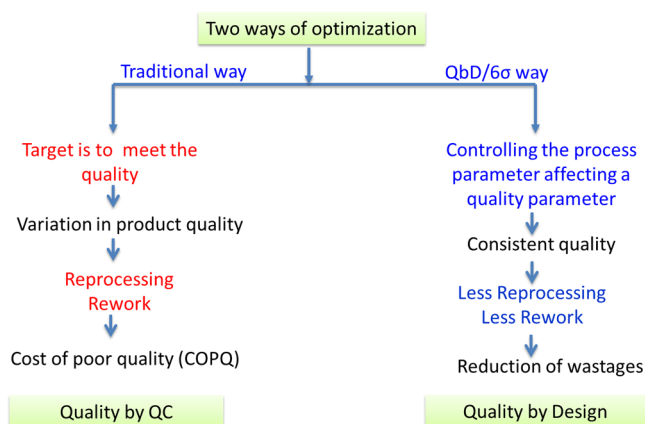 Two ways of optimization
Traditional way
QbD/6σ way
Target is to meet the
quality
Variation in product quality
Reprocessing
Rework
Cost of poor quality (COPQ)
Quality by QC
Controlling the process
parameter affecting a
quality parameter
Consistent quality
Less Reprocessing
Less Rework
Reduction of wastages
Quality by Design